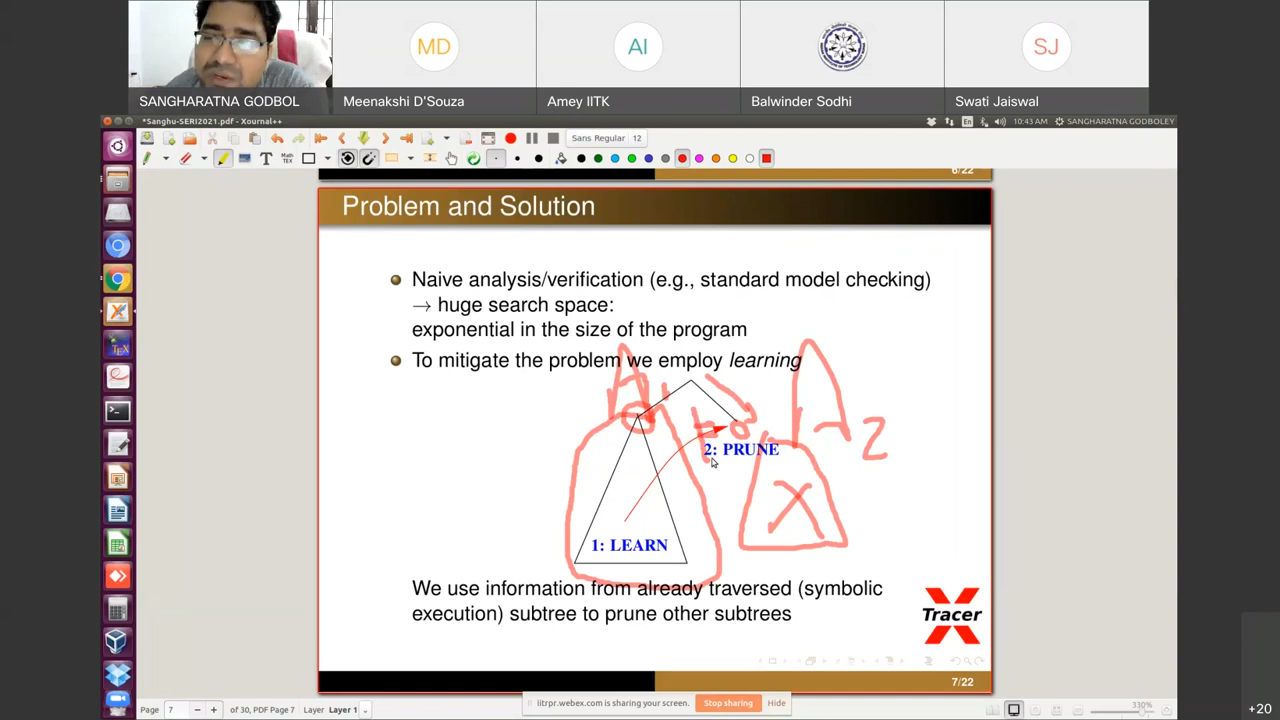 MD
AI
SJ
SANGHARATNA GODBOL
Meenakshi D'Souza
Amey IITK
Balwinder Sodhi
Swati Jaiswal
*Sanghu-SERI2021.pdf - Xournal++
En
10:43 AM
SANGHARATNA GODBOLEY
Sans Regular
12
6/22
Problem and Solution
Naive analysis/verification (e.g., standard model checking)
→ huge search space:
exponential in the size of the program
To mitigate the problem we employ learning
A
A2
2: PRUNE
X
1: LEARN
We use information from already traversed (symbolic
execution) subtree to prune other subtrees
X
Tracer
7/22
litrpr.webex.com is sharing your screen.
Stop sharing
Hide
Page
7
of 30, PDF Page 7
Layer
Layer 1
330%
+20